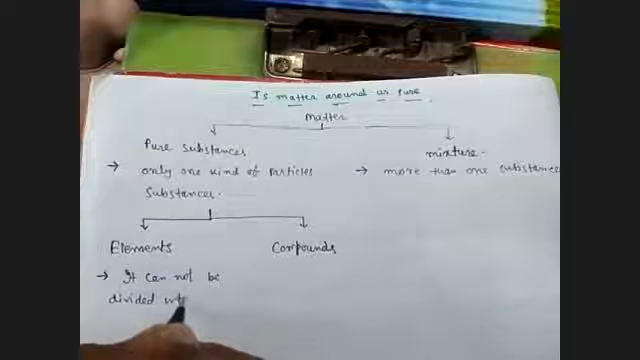 Is matter around us Pure.
Matter
Pure substances
mixture.
→ only one kind of Particles
→ more than one substances
Substances.
Elements
Compounds
→ It can not be
divided int